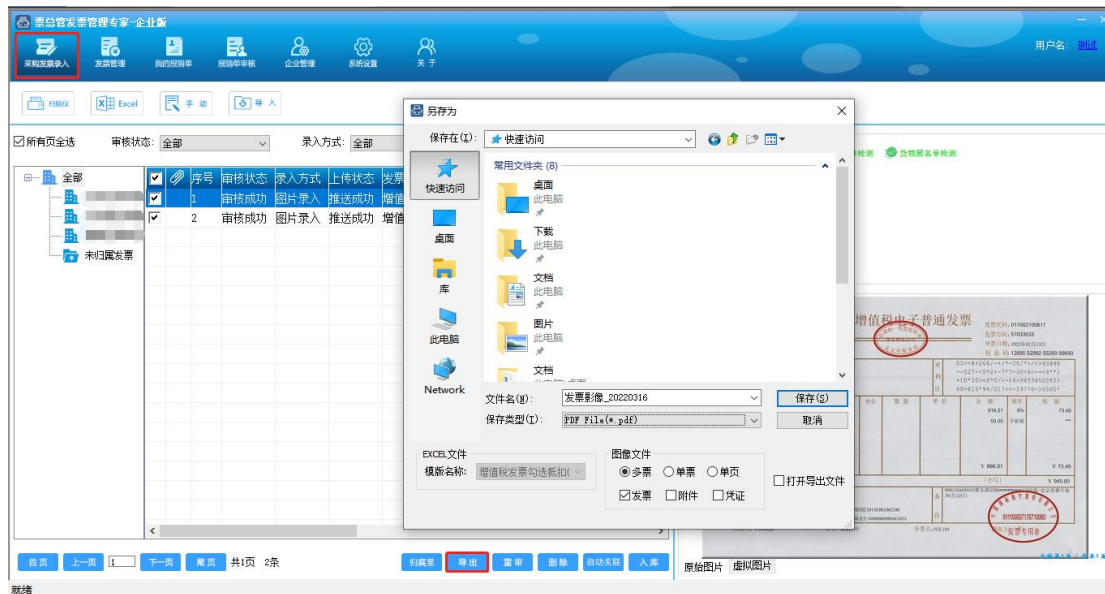 票总管发票管理专家-企业版
采购发票录入 发票管理 我的报销单 报销单审核 企业管理 系统设置 关于
用户名: 测试
扫描仪 Excel 手动 导入
所有页全选 审核状态: 全部 录入方式: 全部
货物黑名单检测
全部
未归属发票
序号 审核状态 录入方式 上传状态 发票
1 审核成功 图片录入 推送成功 增值
2 审核成功 图片录入 推送成功 增值
另存为
保存在(I): 快速访问
快速访问
桌面
库
此电脑
Network
常用文件夹 (8)
桌面
此电脑
下载
此电脑
文档
此电脑
图片
此电脑
文档
文件名(N): 发票影像_20220316 保存(S)
保存类型(T): PDF File(*.pdf) 取消
EXCEL文件
模版名称: 增值税发票勾选抵扣(
图像文件
多票 单票 单页
发票 附件 凭证
打开导出文件
增值税电子普通发票
发票代码: 011002100611
首页 上一页 1 下一页 尾页 共1页 2条
归属至 导出 重审 删除 自动关联 入库
原始图片 虚拟图片
就绪